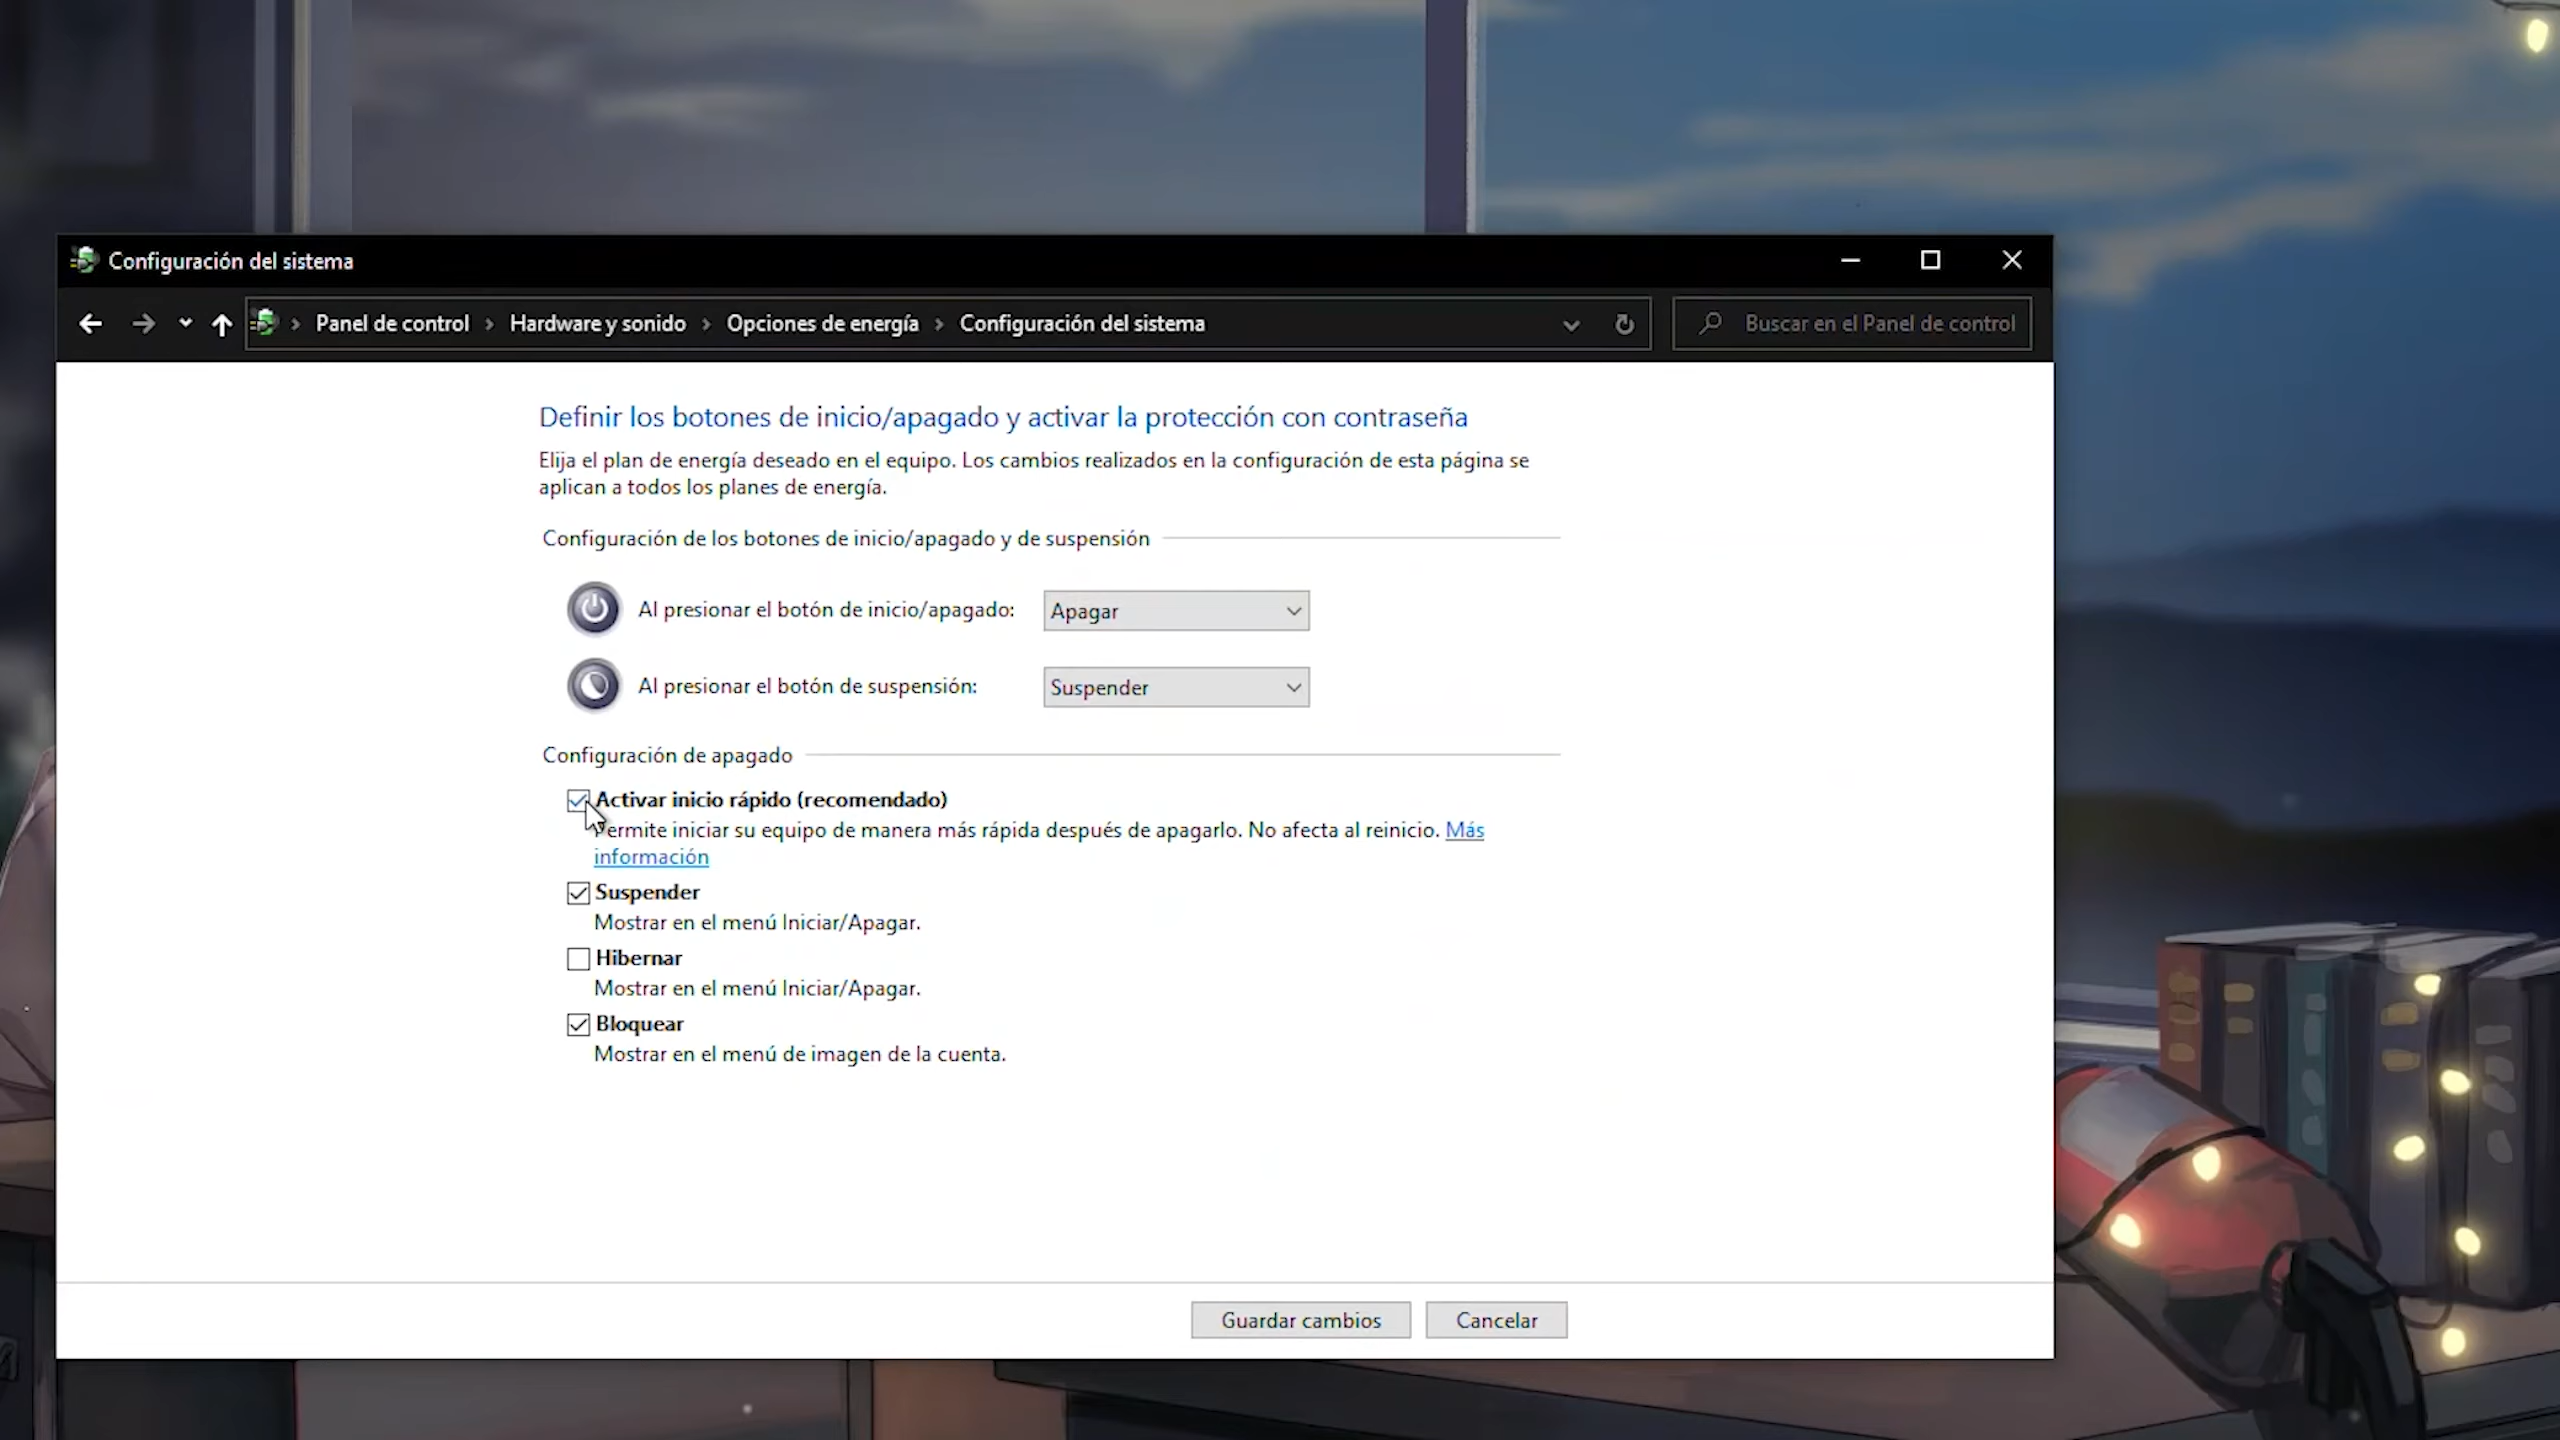 Configuración del sistema
Panel de control › Hardware y sonido › Opciones de energía › Configuración del sistema
Buscar en el Panel de control
Definir los botones de inicio/apagado y activar la protección con contraseña
Elija el plan de energía deseado en el equipo. Los cambios realizados en la configuración de esta página se
aplican a todos los planes de energía.
Configuración de los botones de inicio/apagado y de suspensión
Al presionar el botón de inicio/apagado: Apagar
Al presionar el botón de suspensión: Suspender
Configuración de apagado
Activar inicio rápido (recomendado)
Permite iniciar su equipo de manera más rápida después de apagarlo. No afecta al reinicio. Más
información
Suspender
Mostrar en el menú Iniciar/Apagar.
Hibernar
Mostrar en el menú Iniciar/Apagar.
Bloquear
Mostrar en el menú de imagen de la cuenta.
Guardar cambios
Cancelar